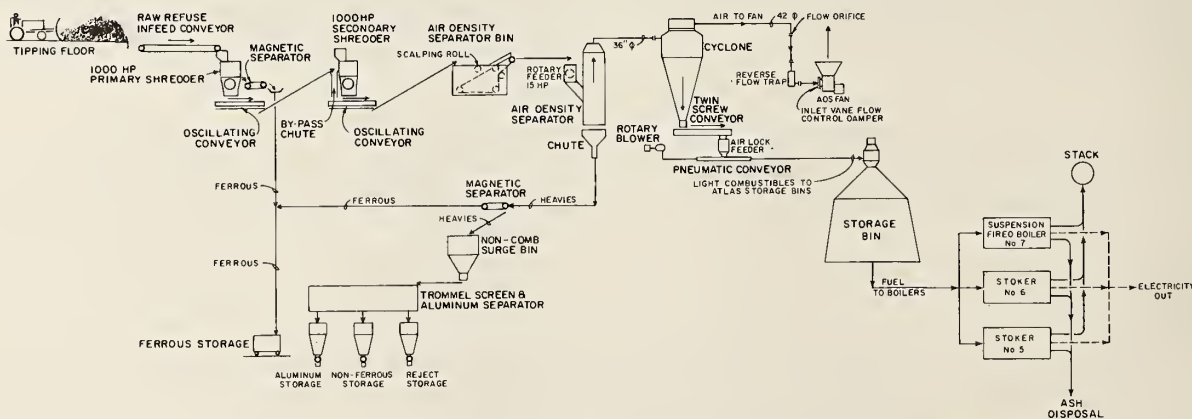 RAW REFUSE
INFEED CONVEYOR
TIPPING FLOOR
MAGNETIC
SEPARATOR
1000 HP
PRIMARY SHREDDER
OSCILLATING
CONVEYOR
1000HP
SECONDARY
SHREDDER
BY-PASS
CHUTE
OSCILLATING
CONVEYOR
AIR DENSITY
SEPARATOR BIN
SCALPING ROLL
ROTARY
FEEDER
15 HP
AIR DENSITY
SEPARATOR
CHUTE
36" Φ
CYCLONE
AIR TO FAN
42 Φ
FLOW ORIFICE
REVERSE
FLOW TRAP
ADS FAN
INLET VANE FLOW
CONTROL DAMPER
TWIN
SCREW
CONVEYOR
ROTARY
BLOWER
AIR LOCK
FEEDER
PNEUMATIC CONVEYOR
LIGHT COMBUSTIBLES TO
ATLAS STORAGE BINS
STORAGE
BIN
FUEL
TO BOILERS
STACK
SUSPENSION
FIRED BOILER
No. 7
STOKER
No 6
STOKER
No 5
ELECTRICITY
OUT
ASH
DISPOSAL
FERROUS
MAGNETIC
SEPARATOR
FERROUS
HEAVIES
HEAVIES
NON-COMB
SURGE BIN
FERROUS
TROMMEL SCREEN &
ALUMINUM SEPARATOR
FERROUS STORAGE
ALUMINUM
STORAGE
NON-FERROUS
STORAGE
REJECT
STORAGE